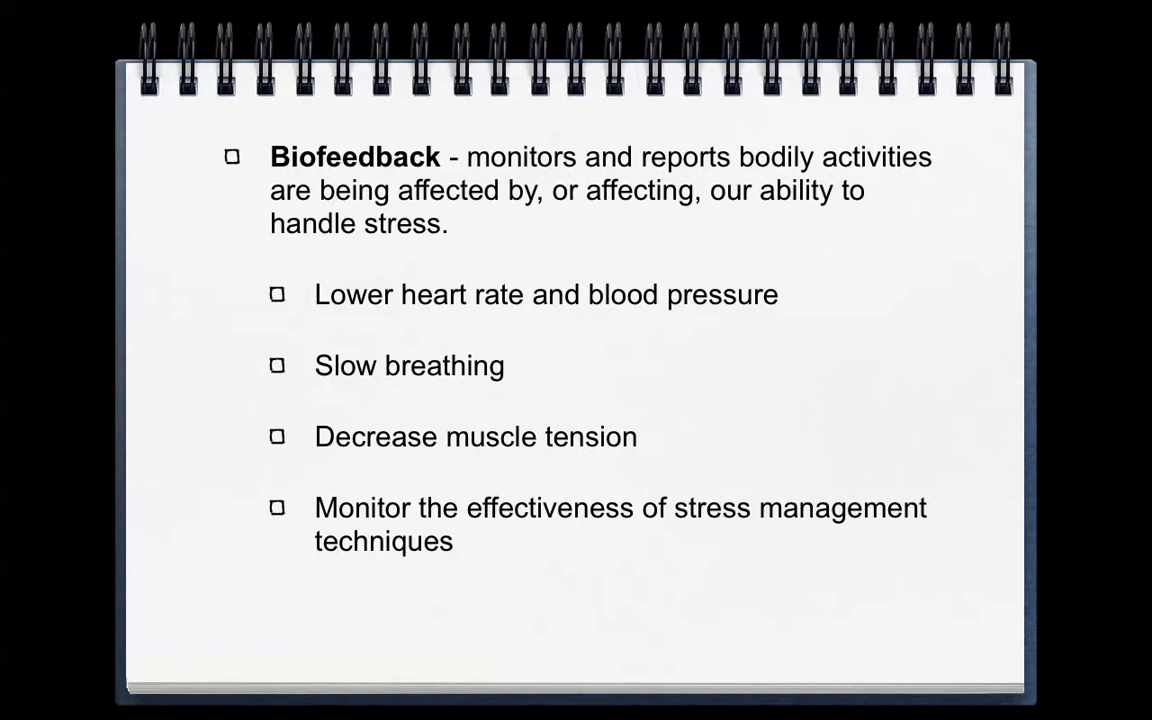 Biofeedback - monitors and reports bodily activities
are being affected by, or affecting, our ability to
handle stress.
Lower heart rate and blood pressure
Slow breathing
Decrease muscle tension
Monitor the effectiveness of stress management
techniques